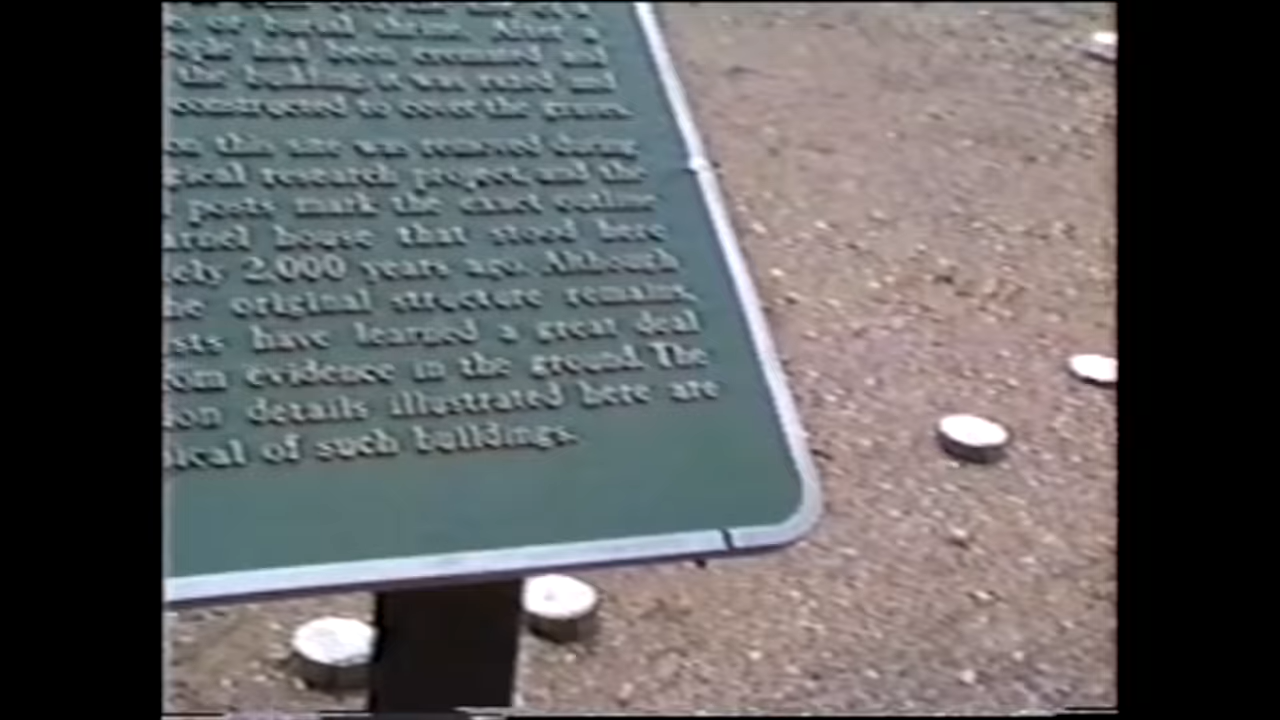 or burial shrine. After a
ople had been cremated and
the building, it was razed and
constructed to cover the graves.
on this site was removed during
gical research project, and the
posts mark the exact outline
arnel house that stood here
ely 2,000 years ago. Although
he original structure remains,
sts have learned a great deal
om evidence in the ground. The
ion details illustrated here are
ical of such buildings.